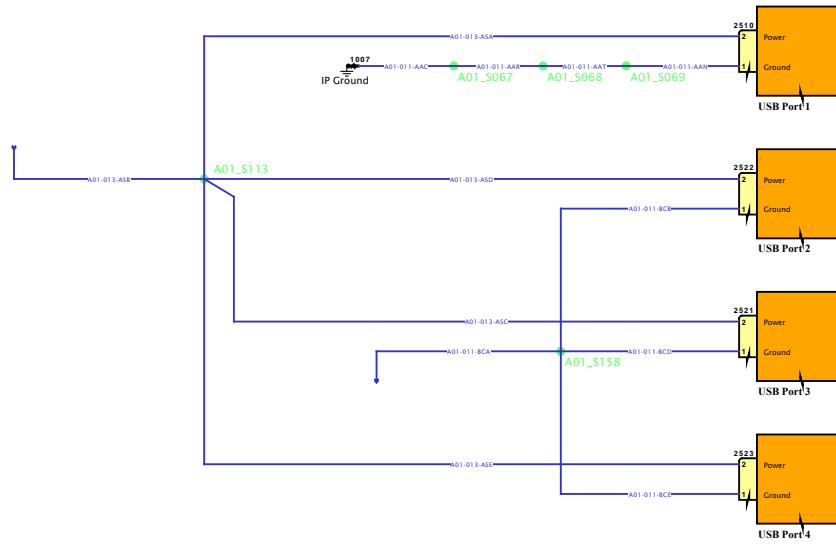 2510
A01-013-ASA
2
Power
1007
A01-011-AAC
A01-011-AAR
A01-011-AAT
A01-011-AAN
1
Ground
IP Ground
A01_S067
A01_S068
A01_S069
USB Port 1
2522
A01_S113
A01-013-ASB
A01-013-ASD
2
Power
A01-011-BCB
1
Ground
USB Port 2
2521
A01-013-ASC
2
Power
A01-011-BCA
A01-011-BCD
1
Ground
A01_S158
USB Port 3
2523
A01-013-ASE
2
Power
A01-011-BCE
1
Ground
USB Port 4